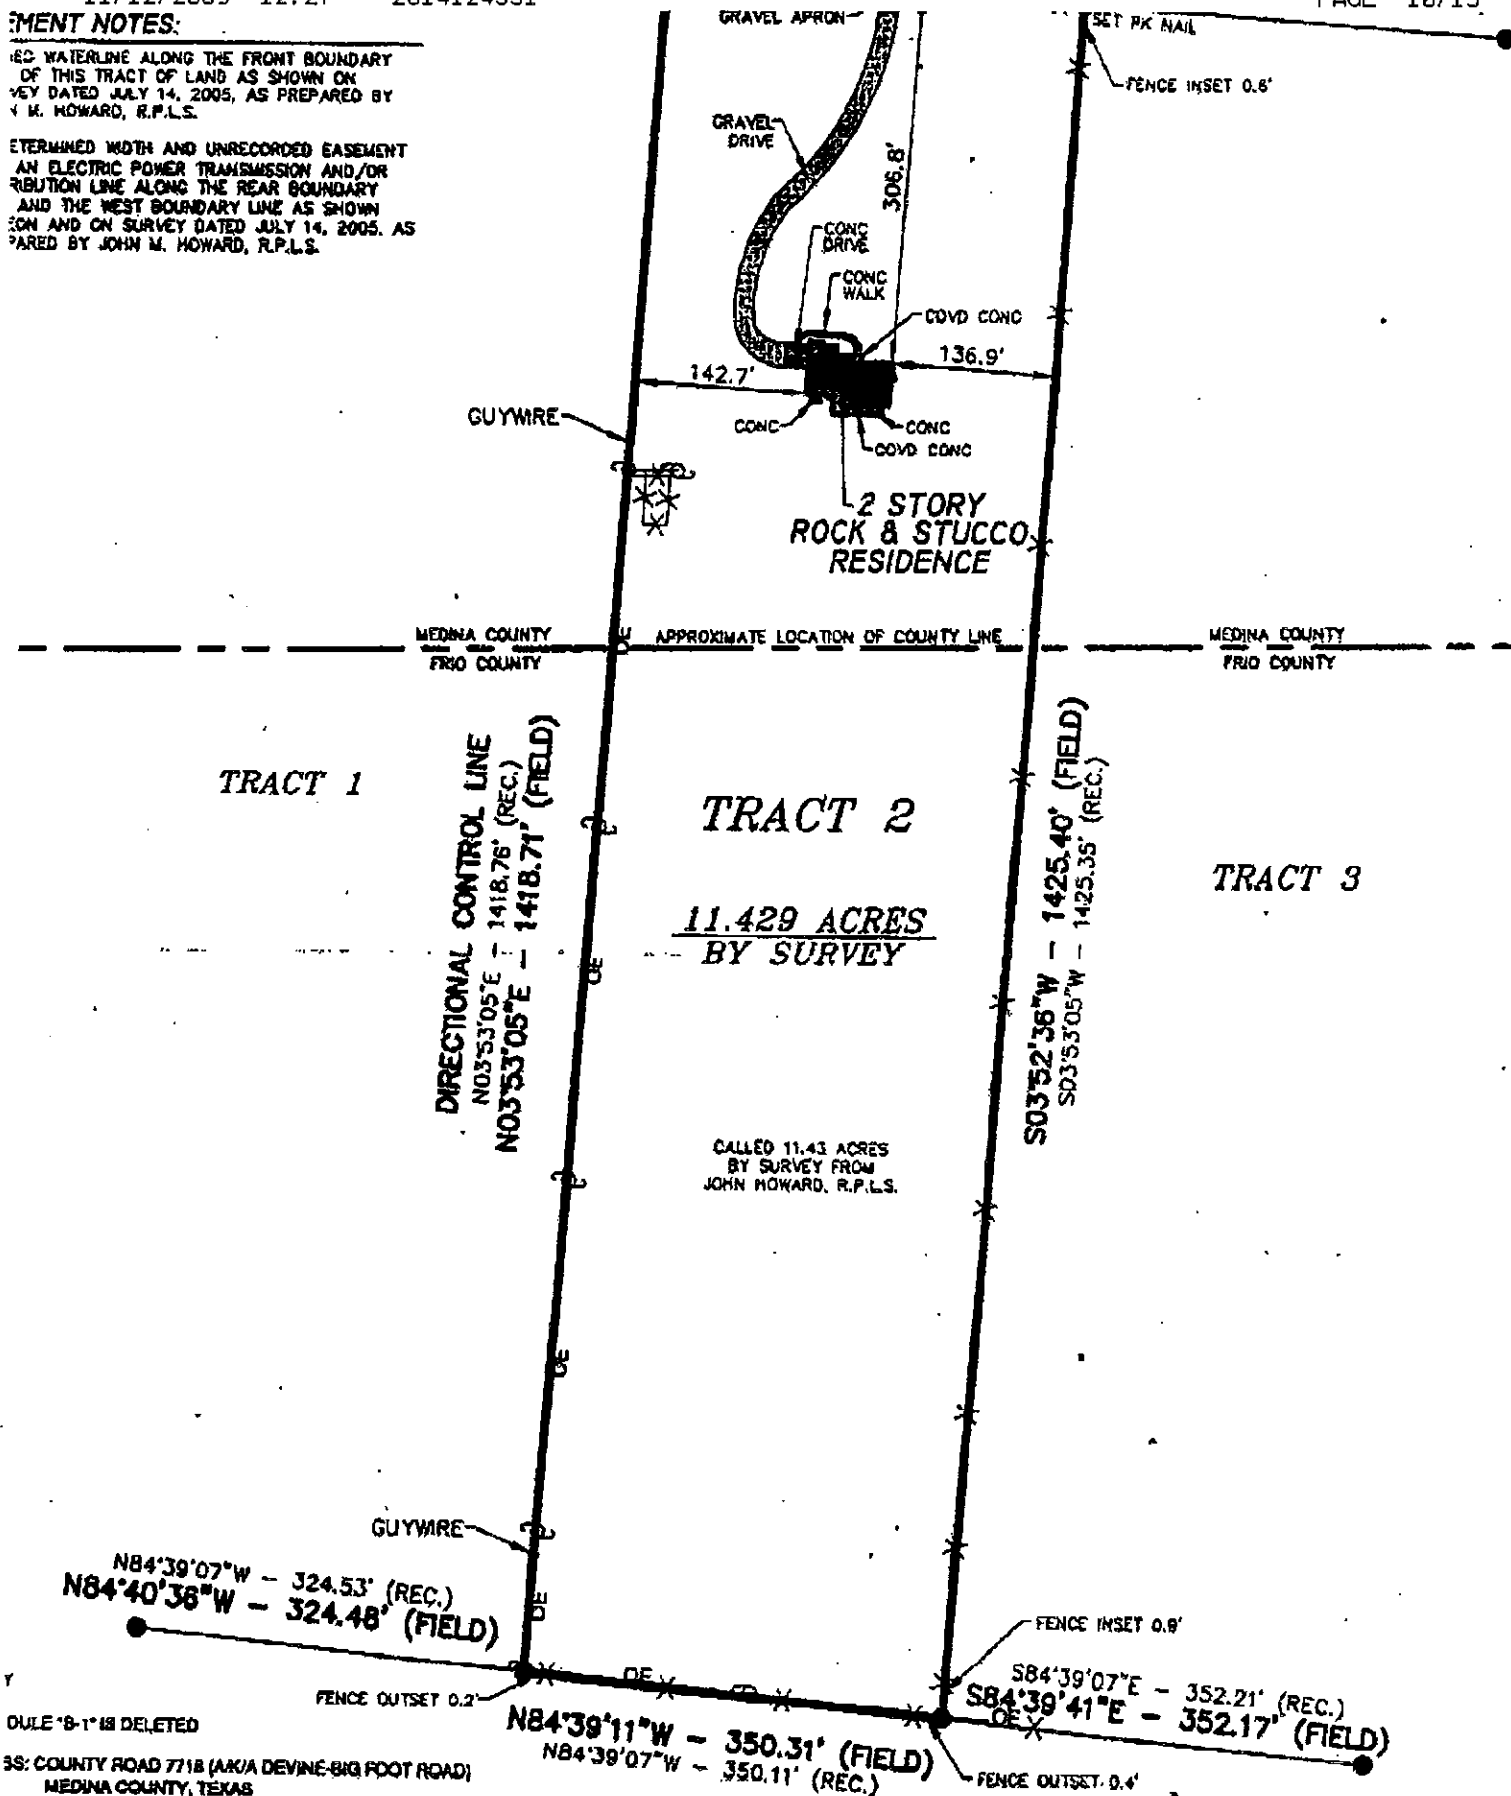 MENT NOTES:
WATERLINE ALONG THE FRONT BOUNDARY
OF THIS TRACT OF LAND AS SHOWN ON
VEY DATED JULY 14, 2005, AS PREPARED BY
M. HOWARD, R.P.L.S.
ETERMINED WIDTH AND UNRECORDED EASEMENT
AN ELECTRIC POWER TRANSMISSION AND/OR
RIBUTION LINE ALONG THE REAR BOUNDARY
AND THE WEST BOUNDARY LINE AS SHOWN
EON AND ON SURVEY DATED JULY 14, 2005, AS
PARED BY JOHN M. HOWARD, R.P.L.S.
GRAVEL APRON
SET PK NAIL
FENCE INSET 0.6'
GRAVEL
DRIVE
306.8'
CONC
DRIVE
CONC
WALK
COVD CONC
142.7'
136.9'
GUYWIRE
CONC
CONC
COVD CONC
2 STORY
ROCK & STUCCO
RESIDENCE
MEDINA COUNTY
FRIO COUNTY
OE
APPROXIMATE LOCATION OF COUNTY LINE
MEDINA COUNTY
FRIO COUNTY
TRACT 1
DIRECTIONAL CONTROL LINE
N03°53'05"E - 1418.76' (REC.)
N03°53'05"E - 1418.71' (FIELD)
TRACT 2
11.429 ACRES
BY SURVEY
OE
S03°52'36"W - 1425.40' (FIELD)
S03°53'05"W - 1425.35' (REC.)
TRACT 3
CALLED 11.43 ACRES
BY SURVEY FROM
JOHN HOWARD, R.P.L.S.
OE
GUYWIRE
OE
N84°39'07"W - 324.53' (REC.)
N84°40'36"W - 324.48' (FIELD)
FENCE OUTSET 0.2'
OE
N84°39'11"W - 350.31' (FIELD)
N84°39'07"W - 350.11' (REC.)
FENCE INSET 0.9'
S84°39'07"E - 352.21' (REC.)
S84°39'41"E - 352.17' (FIELD)
OE
FENCE OUTSET 0.4'
Y
DULE "B-1" IS DELETED
SS: COUNTY ROAD 7718 (A/K/A DEVINE-BIG FOOT ROAD)
MEDINA COUNTY, TEXAS